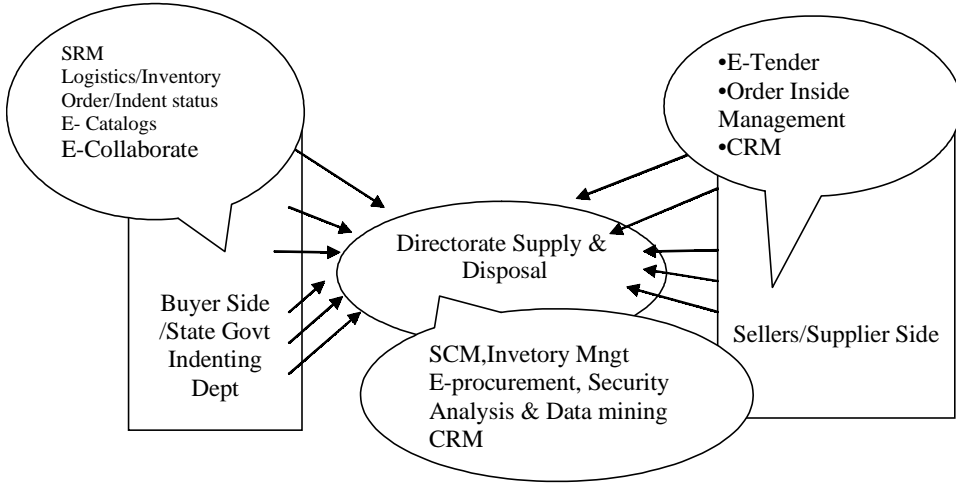 SRM
Logistics/Inventory
Order/Indent status
E- Catalogs
E-Collaborate
•E-Tender
•Order Inside
Management
•CRM
Directorate Supply &
Disposal
Buyer Side
/State Govt
Indenting
Dept
Sellers/Supplier Side
SCM,Invetory Mngt
E-procurement, Security
Analysis & Data mining
CRM